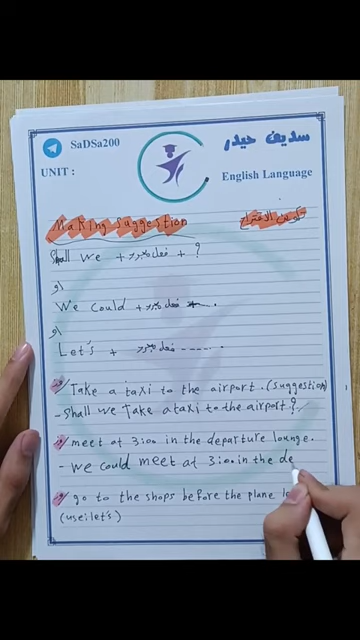 SaDSa200
سديف حيدر
UNIT :
English Language
Making Suggestion تكوين الاقتراح
Shall we + فعل مجرد + ?
او
We Could + فعل مجرد .
او
Let's + فعل مجرد ------ .
Take a taxi to the airport. (Suggestion)
- Shall we Take a taxi to the airport ?
meet at 3:00 in the departure lounge.
- We could meet at 3:00 in the de
go to the shops before the plane
(use: let's)